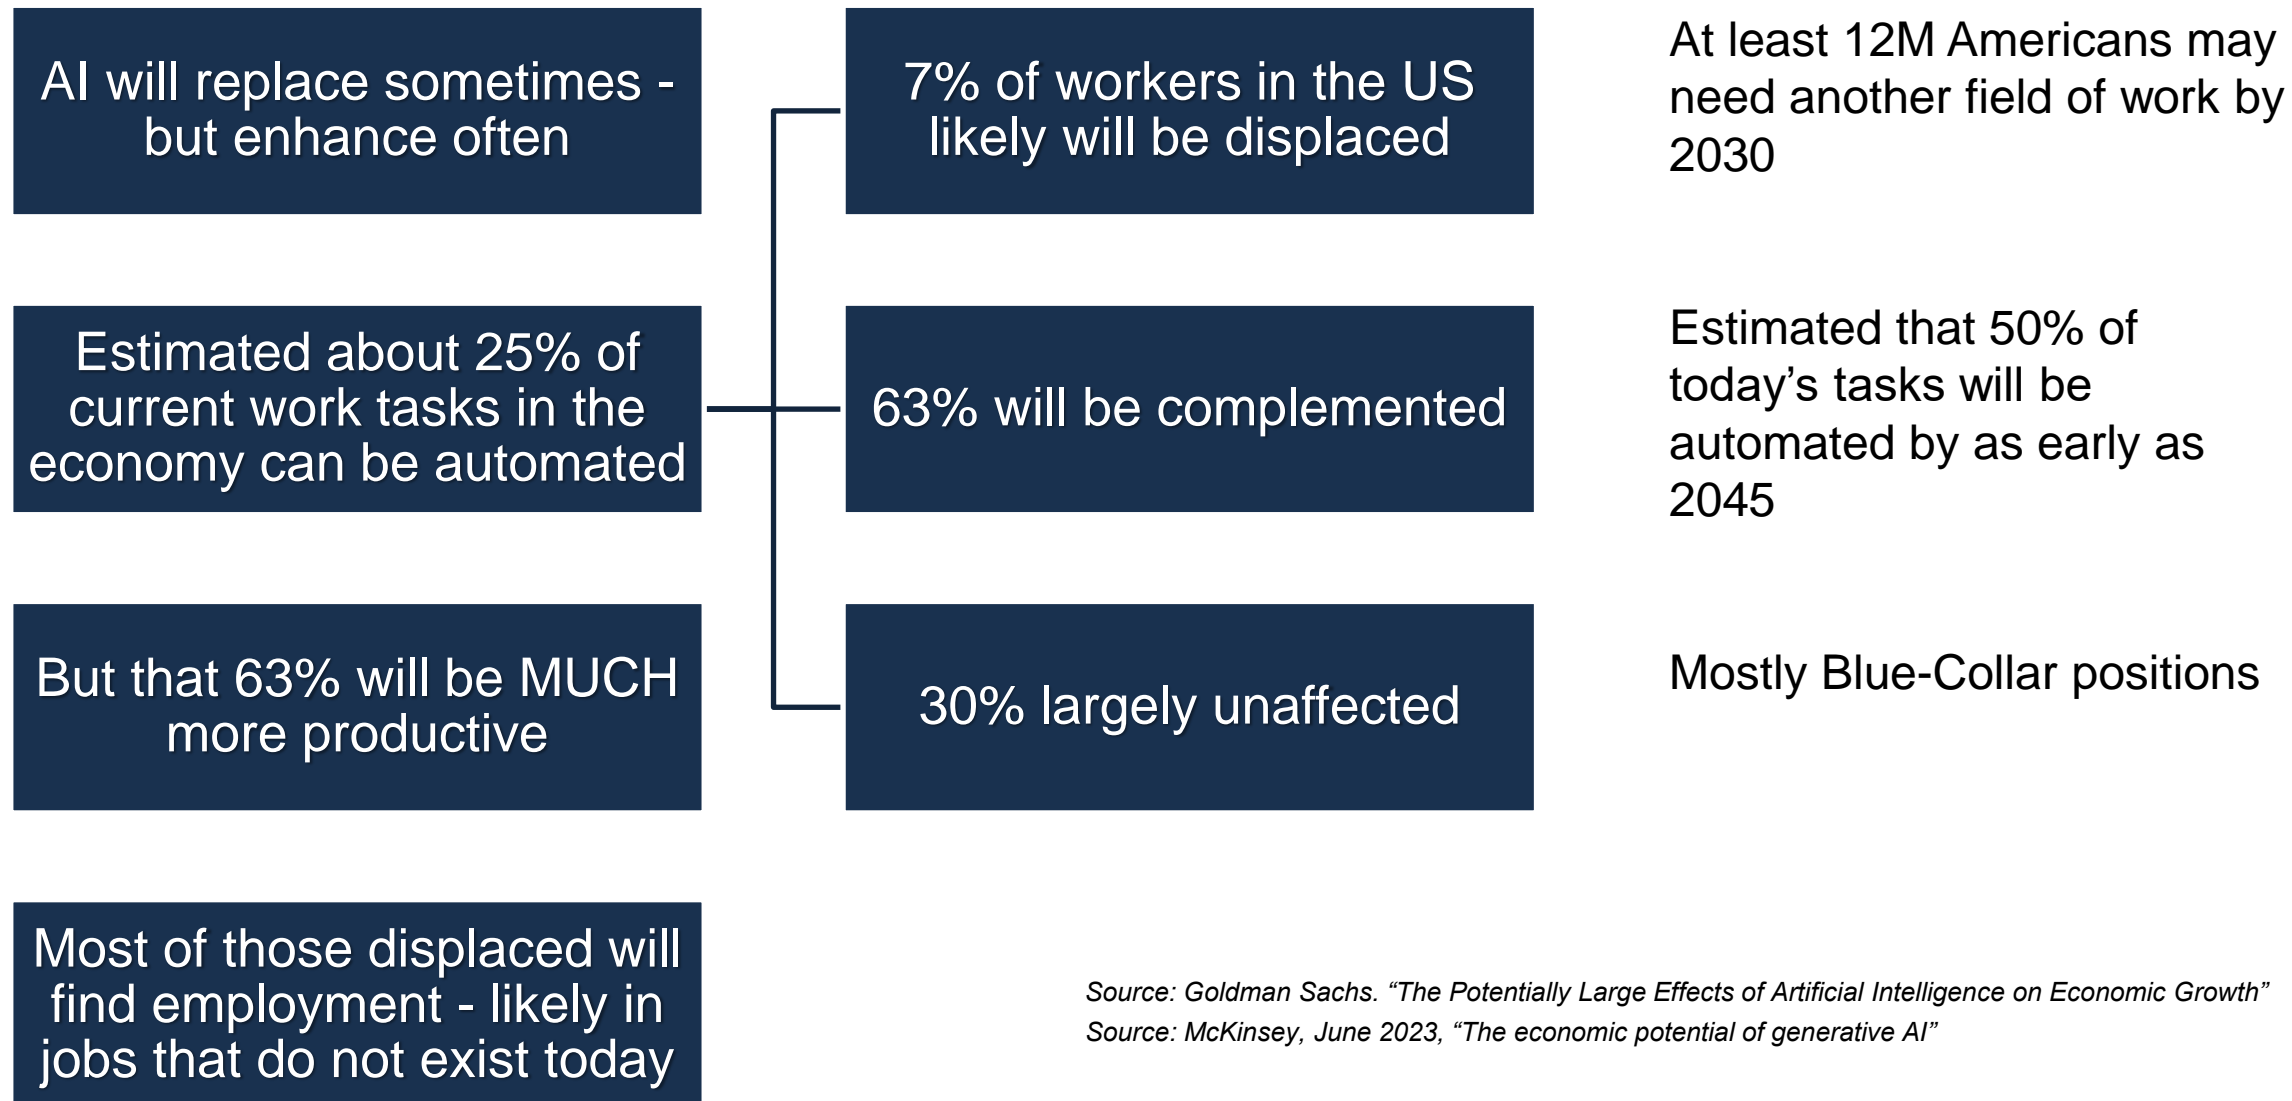 AI will replace sometimes -
but enhance often
Estimated about 25% of
current work tasks in the
economy can be automated
But that 63% will be MUCH
more productive
Most of those displaced will
find employment - likely in
jobs that do not exist today
7% of workers in the US
likely will be displaced
63% will be complemented
30% largely unaffected
At least 12M Americans may
need another field of work by
2030
Estimated that 50% of
today’s tasks will be
automated by as early as
2045
Mostly Blue-Collar positions
Source: Goldman Sachs. “The Potentially Large Effects of Artificial Intelligence on Economic Growth”
Source: McKinsey, June 2023, “The economic potential of generative AI”